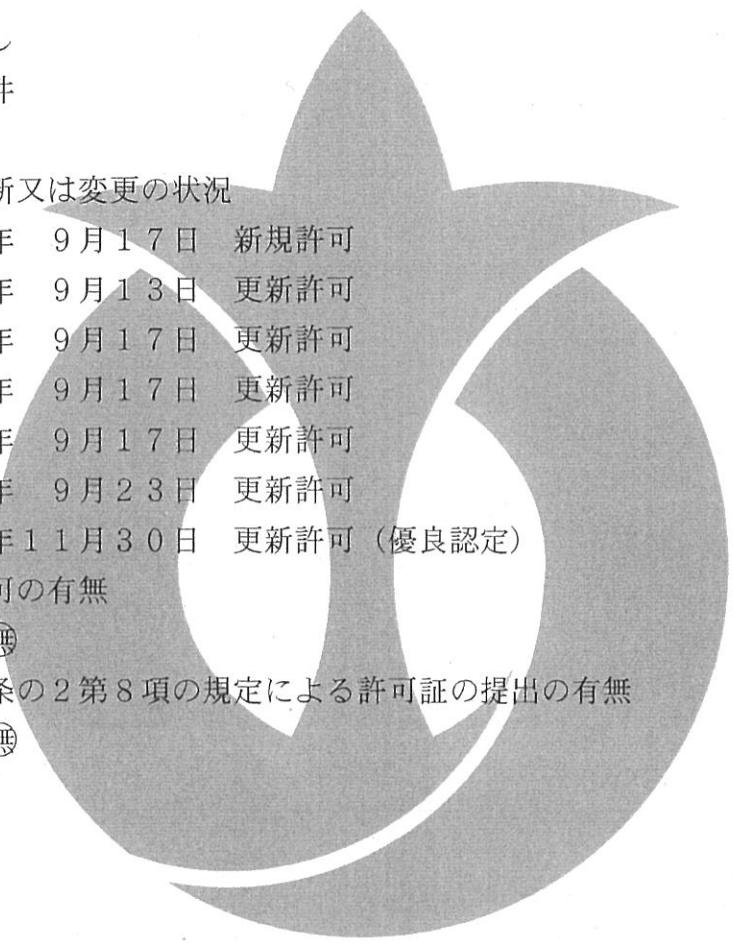 し
件
新又は変更の状況
年　９月１７日　新規許可
年　９月１３日　更新許可
年　９月１７日　更新許可
年　９月１７日　更新許可
年　９月１７日　更新許可
年　９月２３日　更新許可
年１１月３０日　更新許可（優良認定）
可の有無
無
条の２第８項の規定による許可証の提出の有無
無